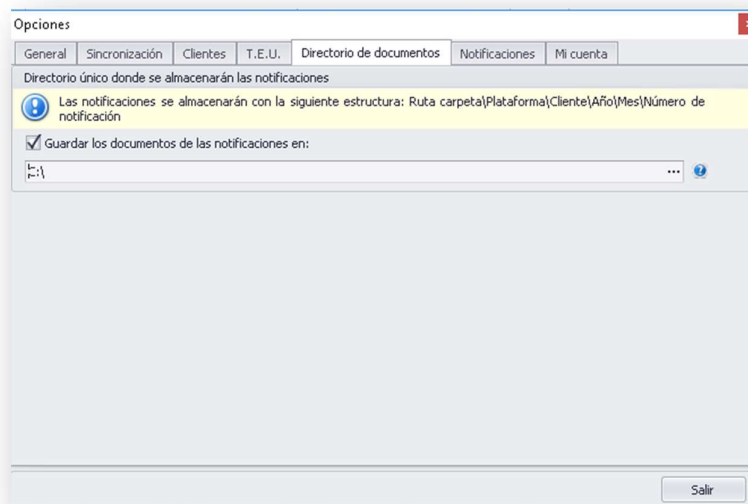 Opciones
General Sincronización Clientes T.E.U. Directorio de documentos Notificaciones Mi cuenta
Directorio único donde se almacenarán las notificaciones
Las notificaciones se almacenarán con la siguiente estructura: Ruta carpeta\Plataforma\Cliente\Año\Mes\Número de
notificación
Guardar los documentos de las notificaciones en:
Salir